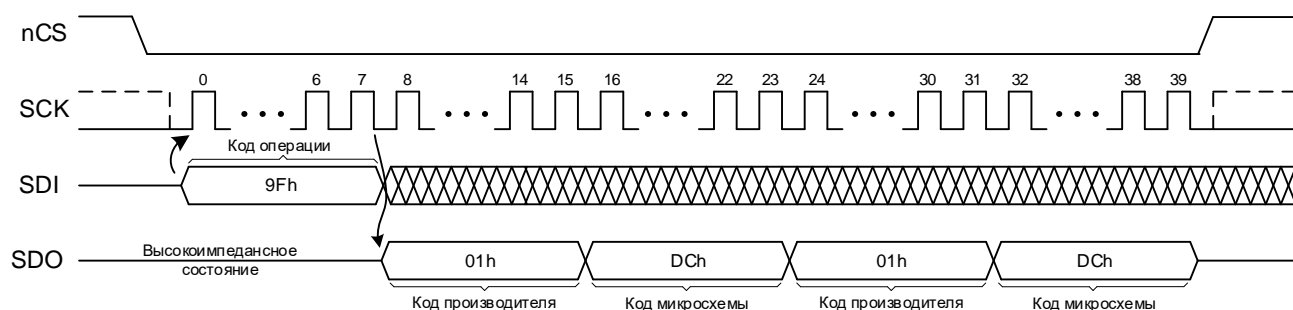 nCS
0 6 7 8 14 15 16 22 23 24 30 31 32 38 39
SCK
Код операции
SDI 9Fh
Высокоимпедансное
состояние
SDO 01h DCh 01h DCh
Код производителя Код микросхемы Код производителя Код микросхемы